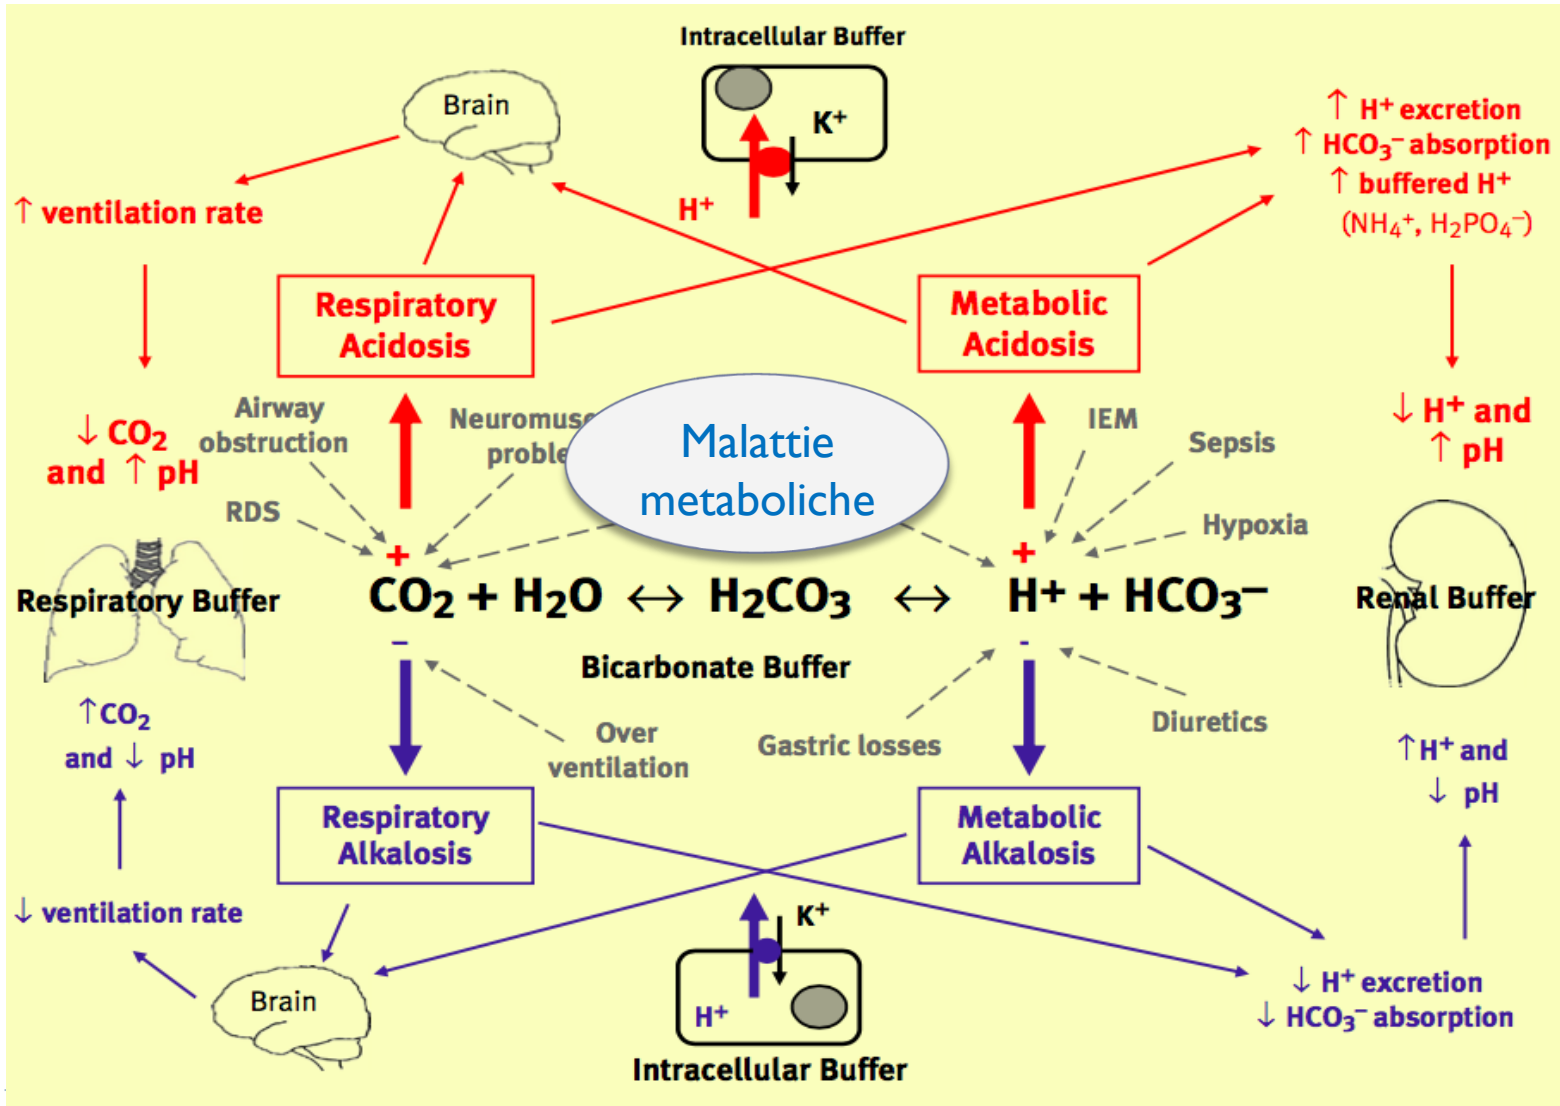 Intracellular Buffer
Brain
K⁺
H⁺
↑ H⁺ excretion
↑ HCO₃⁻ absorption
↑ buffered H⁺
(NH₄⁺, H₂PO₄⁻)
↑ ventilation rate
Respiratory
Acidosis
Metabolic
Acidosis
↓ CO₂
and ↑ pH
Airway
obstruction
RDS
Malattie
metaboliche
IEM
Sepsis
Hypoxia
↓ H⁺ and
↑ pH
+
+
Respiratory Buffer
CO₂ + H₂O ↔ H₂CO₃ ↔ H⁺ + HCO₃⁻
Renal Buffer
–
-
Bicarbonate Buffer
↑CO₂
and ↓ pH
Over
ventilation
Gastric losses
Diuretics
↑H⁺ and
↓ pH
Respiratory
Alkalosis
Metabolic
Alkalosis
↓ ventilation rate
Brain
K⁺
H⁺
Intracellular Buffer
↓ H⁺ excretion
↓ HCO₃⁻ absorption